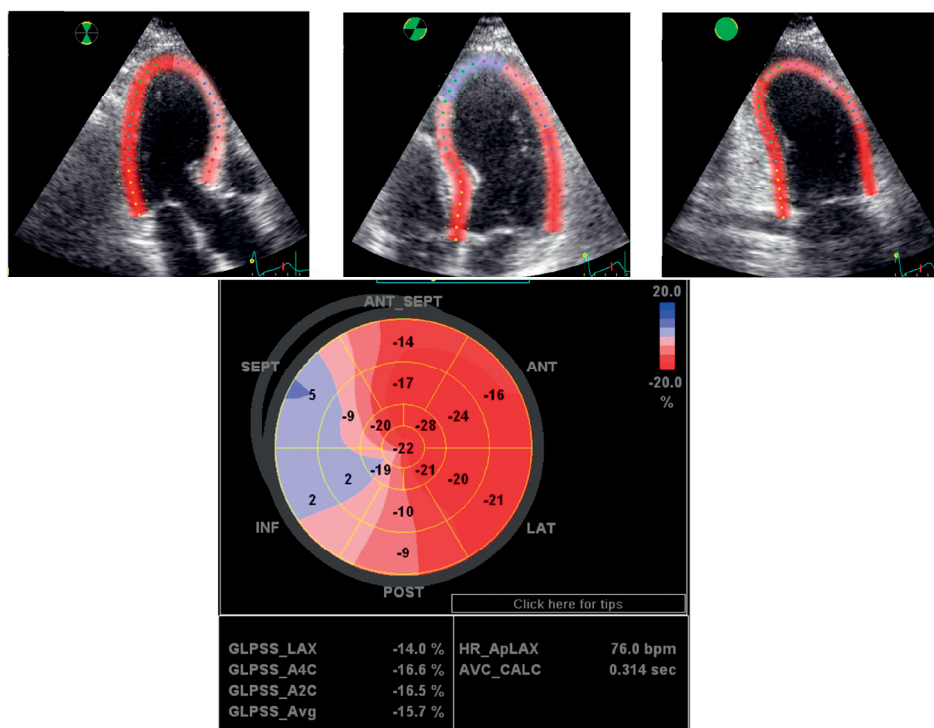 20.0
-20.0
%
ANT_SEPT
SEPT
ANT
INF
LAT
POST
-14
5
-16
-17
-9
-24
-20
-28
-22
-19
-21
2
-20
2
-21
-10
-9
Click here for tips
GLPSS_LAX -14.0 %
GLPSS_A4C -16.6 %
GLPSS_A2C -16.5 %
GLPSS_Avg -15.7 %
HR_ApLAX 76.0 bpm
AVC_CALC 0.314 sec